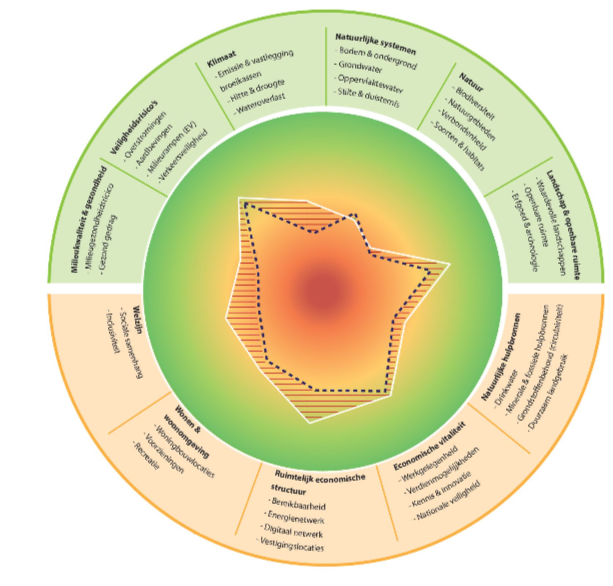 Klimaat
- Emissie & vastlegging
broeikassen
- Hitte & droogte
- Wateroverlast
Natuurlijke systemen
- Bodem & ondergrond
- Grondwater
- Oppervlaktewater
- Stilte & duisternis
Natuur
- Biodiversiteit
- Natuurgebieden
- Verbondenheid
- Soorten & habitats
Landschap & openbare ruimte
- Waardevolle landschappen
- Openbare ruimte
- Erfgoed & archeologie
Natuurlijke hulpbronnen
- Drinkwater
- Minerale & fossiele hulpbronnen
- Grondstoffenbehoud (circulariteit)
- Duurzaam landgebruik
Economische vitaliteit
- Werkgelegenheid
- Verdienmogelijkheden
- Kennis & innovatie
- Nationale veiligheid
Ruimtelijk economische
structuur
- Bereikbaarheid
- Energienetwerk
- Digitaal netwerk
- Vestigingslocaties
Wonen &
woonomgeving
- Woningbouwlocaties
- Voorzieningen
- Recreatie
Welzijn
- Sociale samenhang
- Inclusiviteit
Milieukwaliteit & gezondheid
- Milieugezondheidsrisico
- Gezond gedrag
Veiligheidsrisico's
- Overstromingen
- Aardbevingen
- Milieurampen (EV)
- Verkeersveiligheid